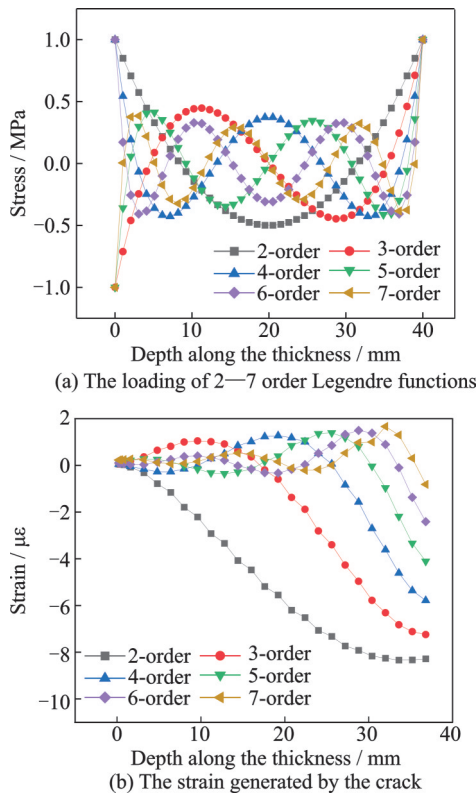 1.0
0.5
0.0
−0.5
−1.0
Stress / MPa
2-order 3-order
4-order 5-order
6-order 7-order
0 10 20 30 40
Depth along the thickness / mm
(a) The loading of 2—7 order Legendre functions
2
0
−2
−4
−6
−8
−10
Strain / με
2-order 3-order
4-order 5-order
6-order 7-order
0 10 20 30 40
Depth along the thickness / mm
(b) The strain generated by the crack